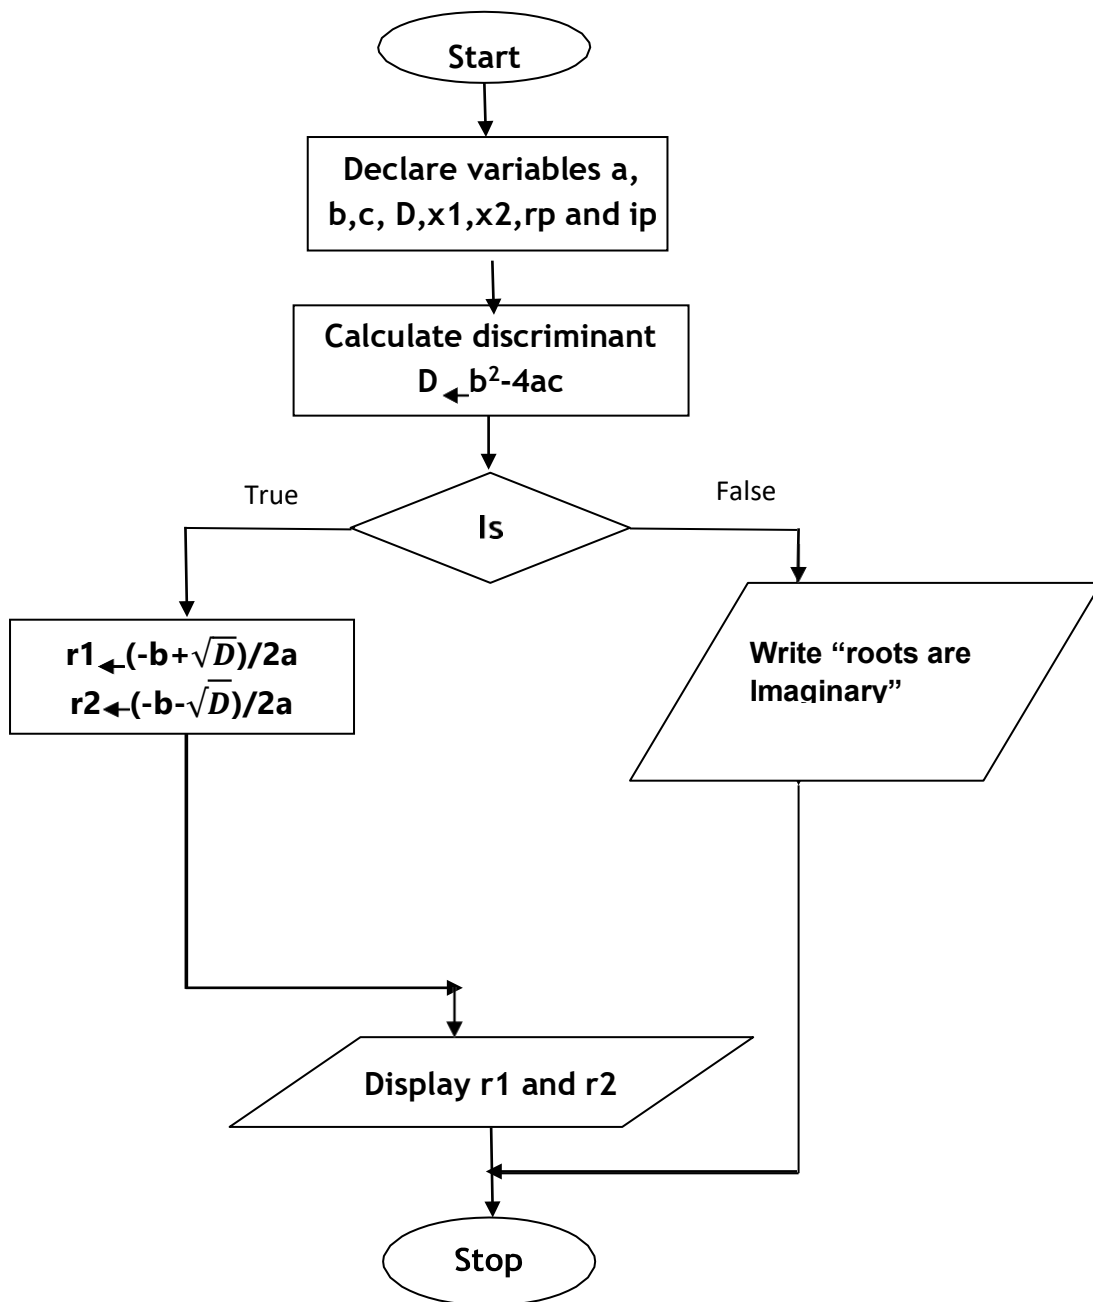 Start
Declare variables a,
b,c, D,x1,x2,rp and ip
Calculate discriminant
D ← b²-4ac
True
False
Is
r1←(-b+√D)/2a
r2←(-b-√D)/2a
Write “roots are
Imaginary”
Display r1 and r2
Stop